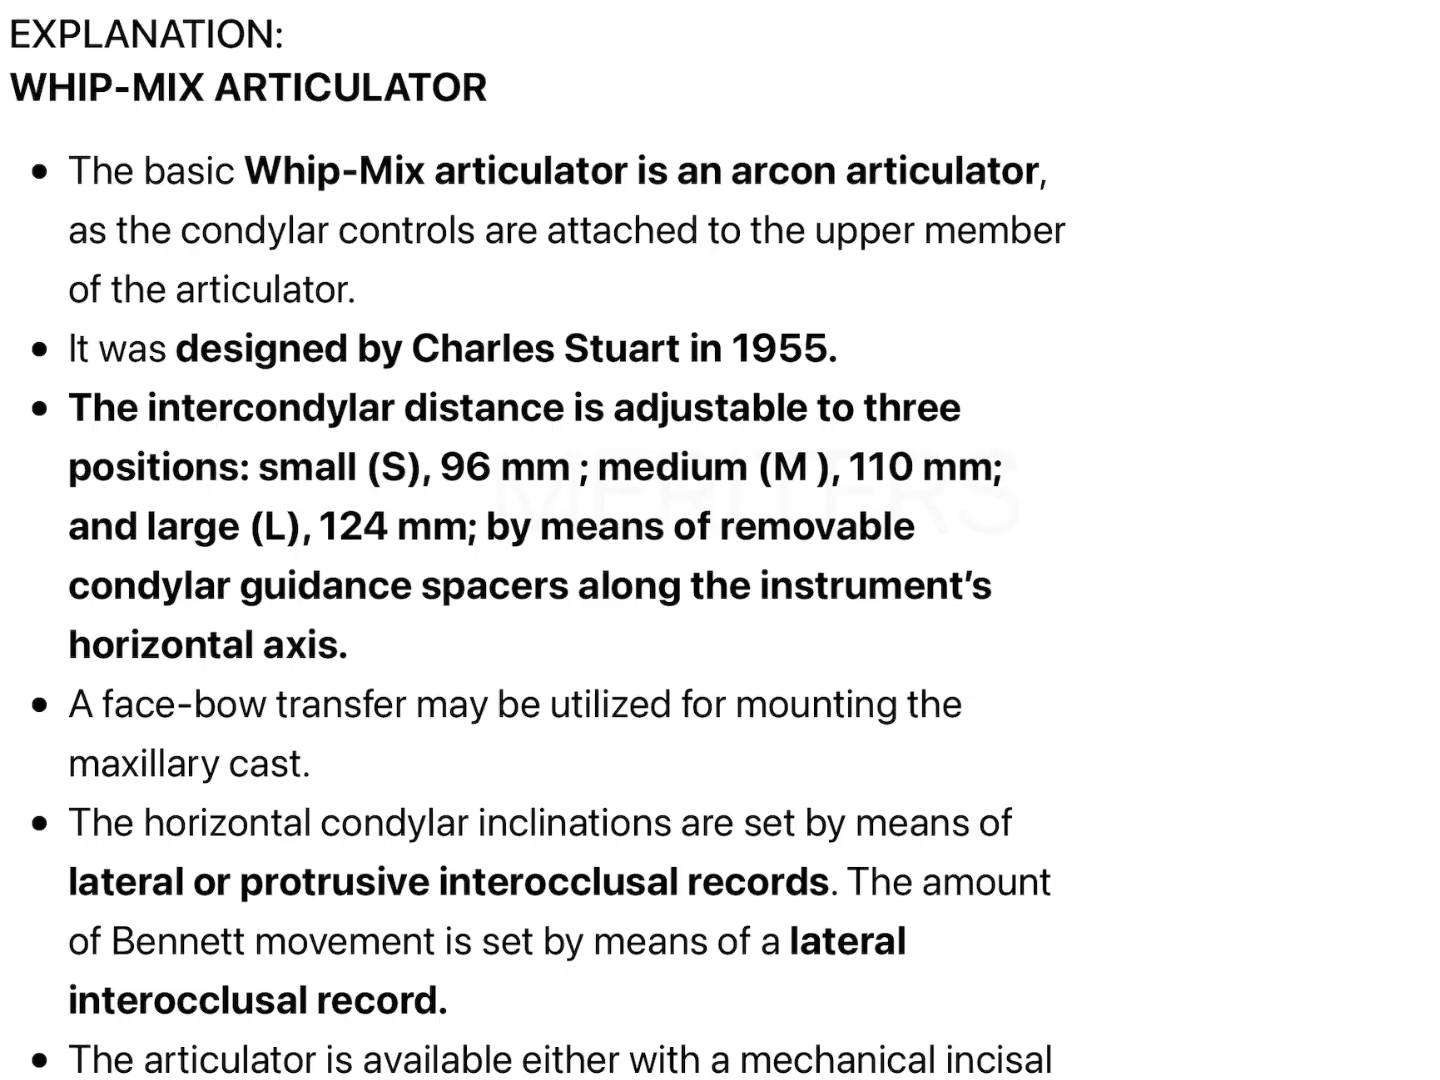 EXPLANATION:
WHIP-MIX ARTICULATOR
• The basic Whip-Mix articulator is an arcon articulator,
as the condylar controls are attached to the upper member
of the articulator.
• It was designed by Charles Stuart in 1955.
• The intercondylar distance is adjustable to three
positions: small (S), 96 mm ; medium (M ), 110 mm;
and large (L), 124 mm; by means of removable
condylar guidance spacers along the instrument’s
horizontal axis.
• A face-bow transfer may be utilized for mounting the
maxillary cast.
• The horizontal condylar inclinations are set by means of
lateral or protrusive interocclusal records. The amount
of Bennett movement is set by means of a lateral
interocclusal record.
• The articulator is available either with a mechanical incisal
MERITERS